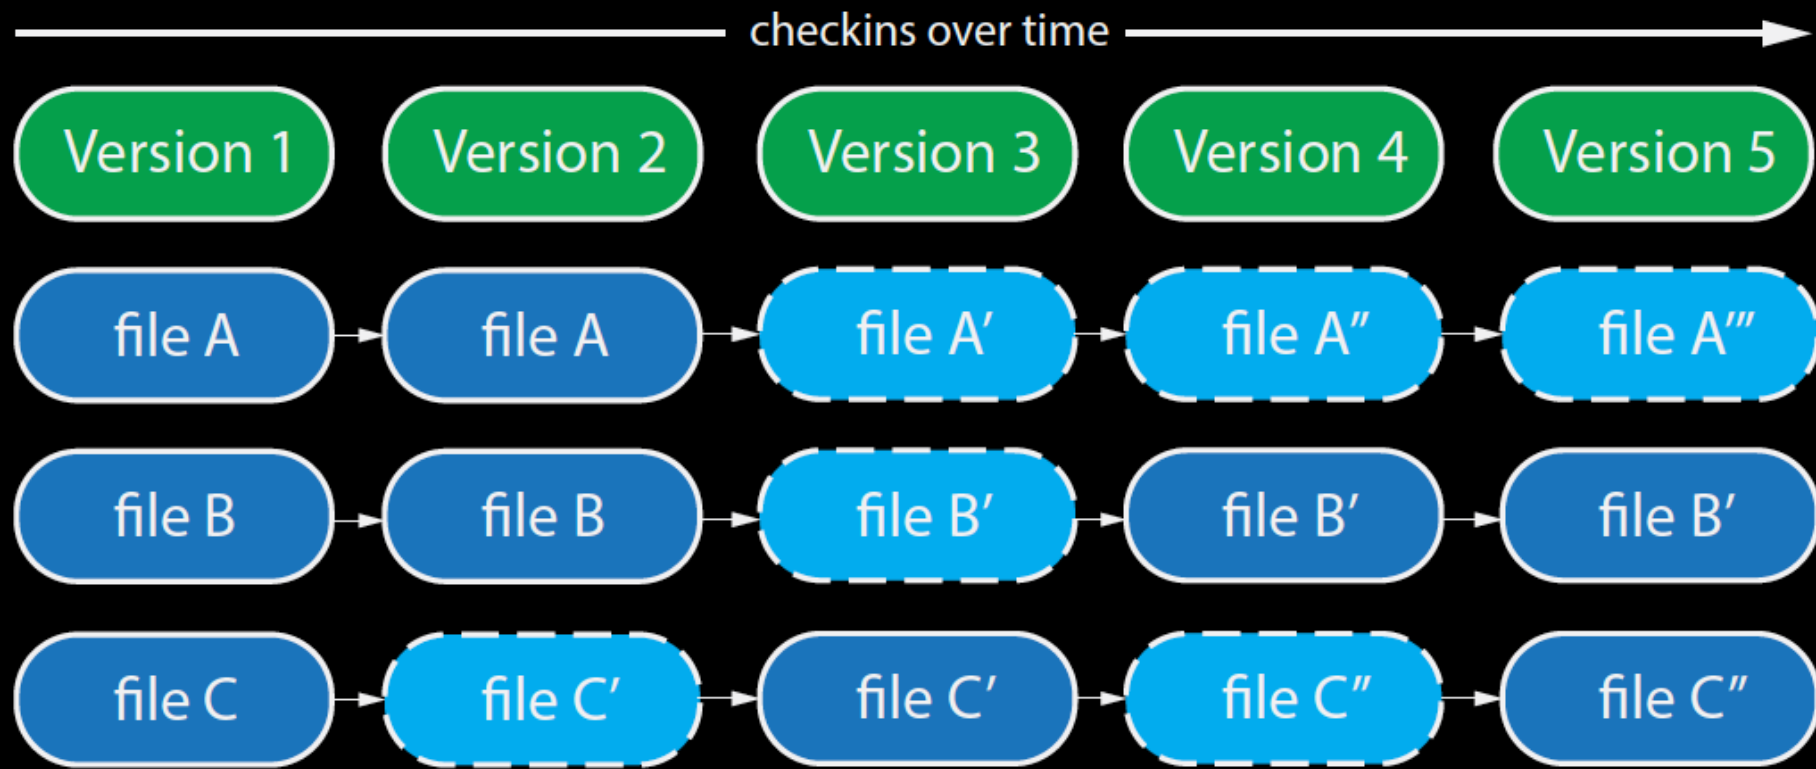 checkins over time
Version 1 Version 2 Version 3 Version 4 Version 5
file A file A file A′ file A″ file A‴
file B file B file B′ file B′ file B′
file C file C′ file C′ file C″ file C″